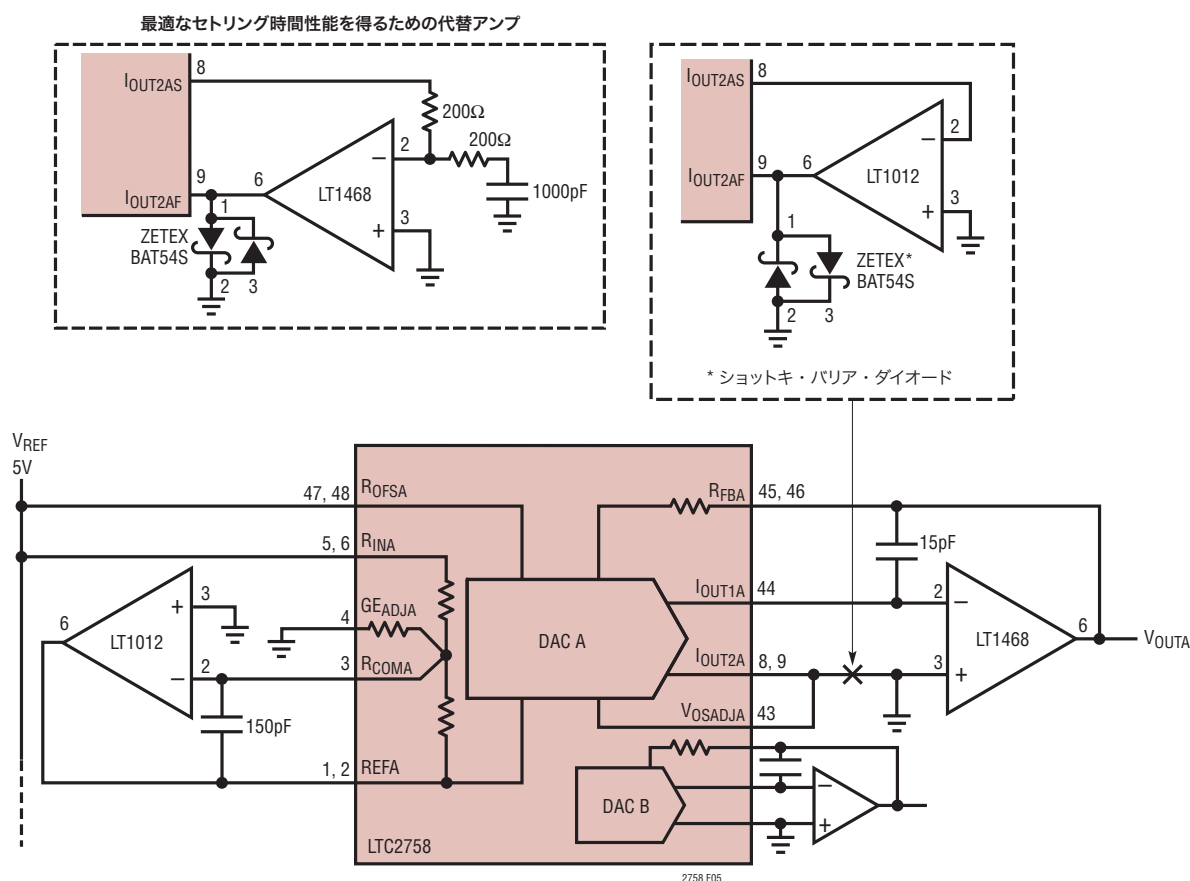 最適なセトリング時間性能を得るための代替アンプ
IOUT2AS
8
200Ω
200Ω
2
−
1000pF
LT1468
+
3
IOUT2AF
9
6
1
ZETEX
BAT54S
2
3
IOUT2AS
8
2
−
LT1012
+
3
IOUT2AF
9
6
1
ZETEX*
BAT54S
2
3
* ショットキ・バリア・ダイオード
VREF
5V
47, 48
ROFSA
5, 6
RINA
4
GEADJA
3
RCOMA
1, 2
REFA
6
LT1012
+
3
−
2
150pF
DAC A
RFBA
45, 46
15pF
IOUT1A
44
2
−
LT1468
6
VOUTA
IOUT2A
8, 9
3
+
VOSADJA
43
DAC B
−
+
LTC2758
2758 F05